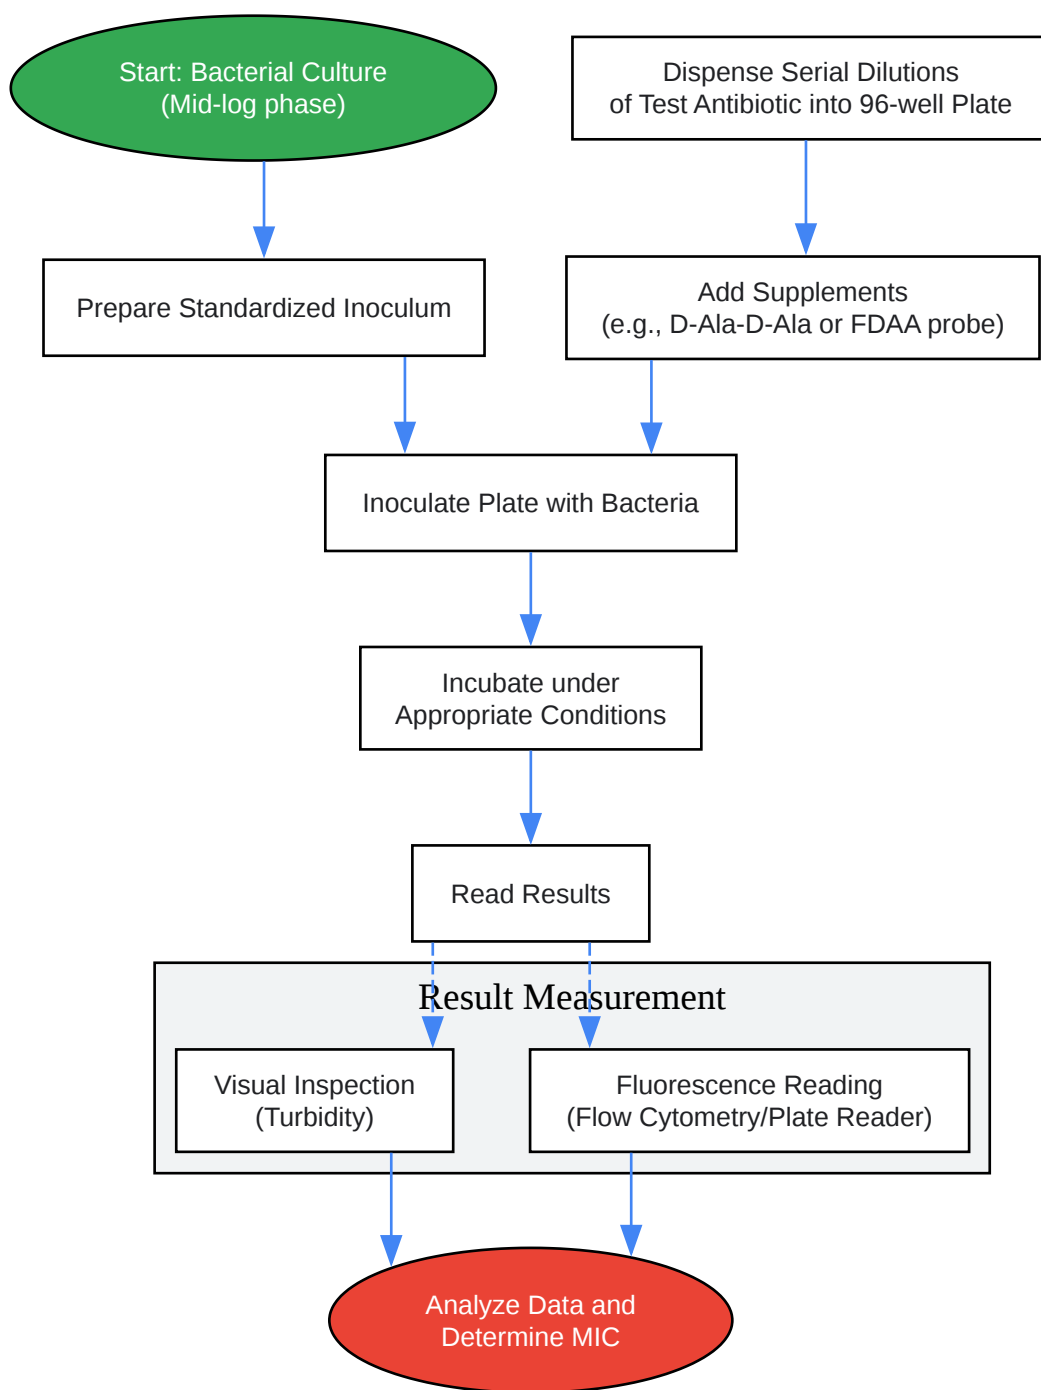 Start: Bacterial Culture
(Mid-log phase)
Dispense Serial Dilutions
of Test Antibiotic into 96-well Plate
Prepare Standardized Inoculum
Add Supplements
(e.g., D-Ala-D-Ala or FDAA probe)
Inoculate Plate with Bacteria
Incubate under
Appropriate Conditions
Read Results
Result Measurement
Visual Inspection
(Turbidity)
Fluorescence Reading
(Flow Cytometry/Plate Reader)
Analyze Data and
Determine MIC